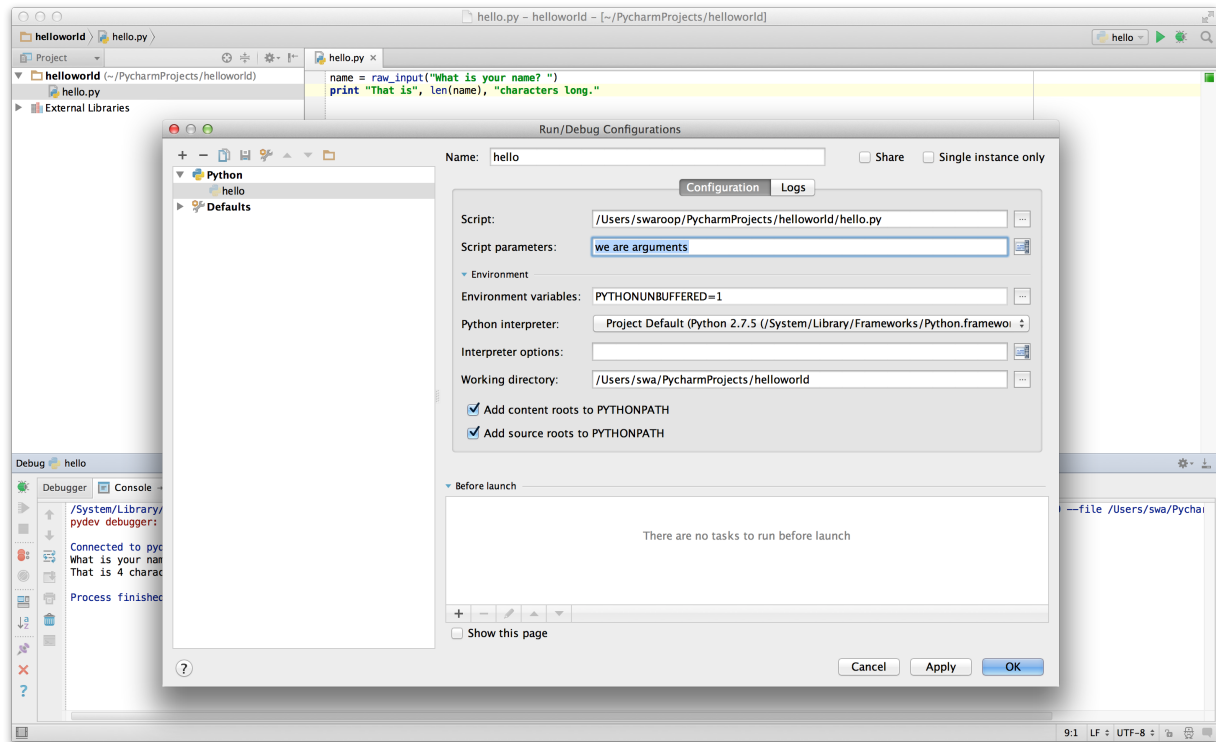 hello.py – helloworld – [~/PycharmProjects/helloworld]
helloworld hello.py hello
Project hello.py ×
helloworld (~/PycharmProjects/helloworld)
hello.py
External Libraries
name = raw_input("What is your name? ")
print "That is", len(name), "characters long."
Run/Debug Configurations
Python
hello
Defaults
Name: hello Share Single instance only
Configuration Logs
Script: /Users/swaroop/PycharmProjects/helloworld/hello.py ...
Script parameters: we are arguments
Environment
Environment variables: PYTHONUNBUFFERED=1 ...
Python interpreter: Project Default (Python 2.7.5 (/System/Library/Frameworks/Python.framewo
Interpreter options:
Working directory: /Users/swa/PycharmProjects/helloworld ...
Add content roots to PYTHONPATH
Add source roots to PYTHONPATH
Before launch
There are no tasks to run before launch
Show this page
? Cancel Apply OK
Debug hello
Debugger Console
/System/Library/ --file /Users/swa/Pychar
pydev debugger:
Connected to pyd
What is your nam
That is 4 charac
Process finished
9:1 LF UTF-8